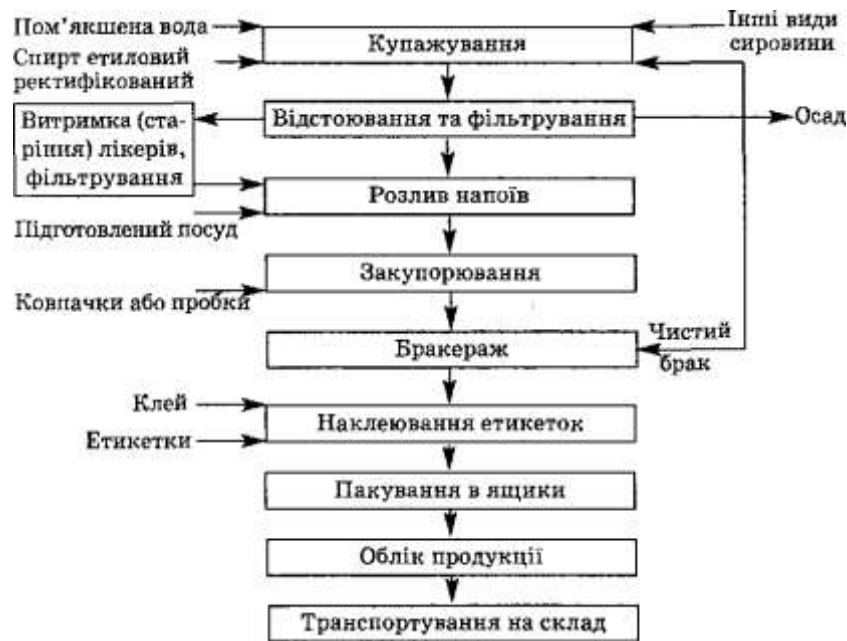 Пом’якшена вода
Спирт етиловий
ректифікований
Купажування
Інші види
сировини
Витримка (ста-
ріння) лікерів,
фільтрування
Відстоювання та фільтрування
Осад
Розлив напоїв
Підготовлений посуд
Закупорювання
Ковпачки або пробки
Бракераж
Чистий
брак
Клей
Етикетки
Наклеювання етикеток
Пакування в ящики
Облік продукції
Транспортування на склад